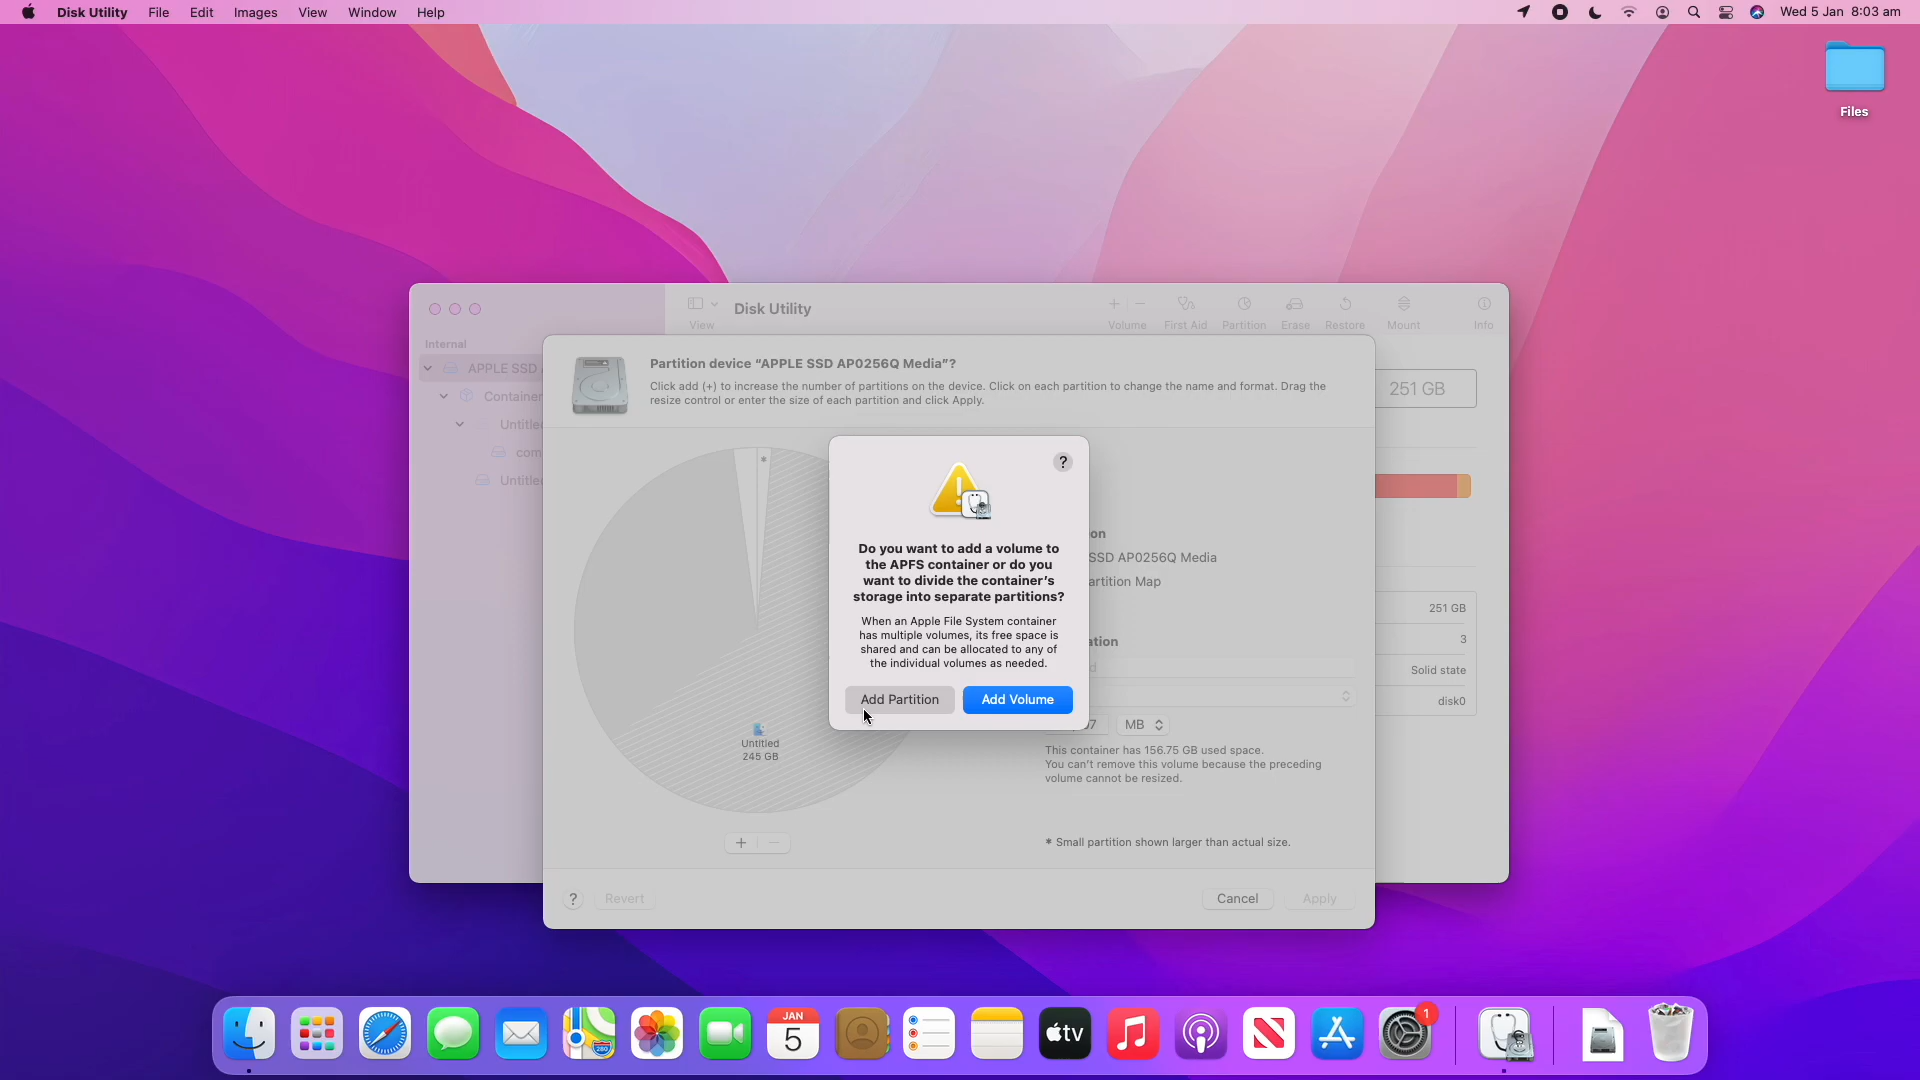 Disk Utility File Edit Images View Window Help
Wed 5 Jan 8:03 am
Files
Disk Utility
View
Volume First Aid Partition Erase Restore Mount Info
Internal
APPLE SSD
Container
com
251 GB
Partition device “APPLE SSD AP0256Q Media”?
Click add (+) to increase the number of partitions on the device. Click on each partition to change the name and format. Drag the
resize control or enter the size of each partition and click Apply.
*
?
Do you want to add a volume to
the APFS container or do you
want to divide the container’s
storage into separate partitions?
When an Apple File System container
has multiple volumes, its free space is
shared and can be allocated to any of
the individual volumes as needed.
Add Partition Add Volume
SSD AP0256Q Media
MB
This container has 156.75 GB used space.
You can’t remove this volume because the preceding
volume cannot be resized.
* Small partition shown larger than actual size.
251 GB
3
Solid state
disk0
Untitled
245 GB
+ −
? Revert
Cancel Apply
JAN
5
280
tv
1